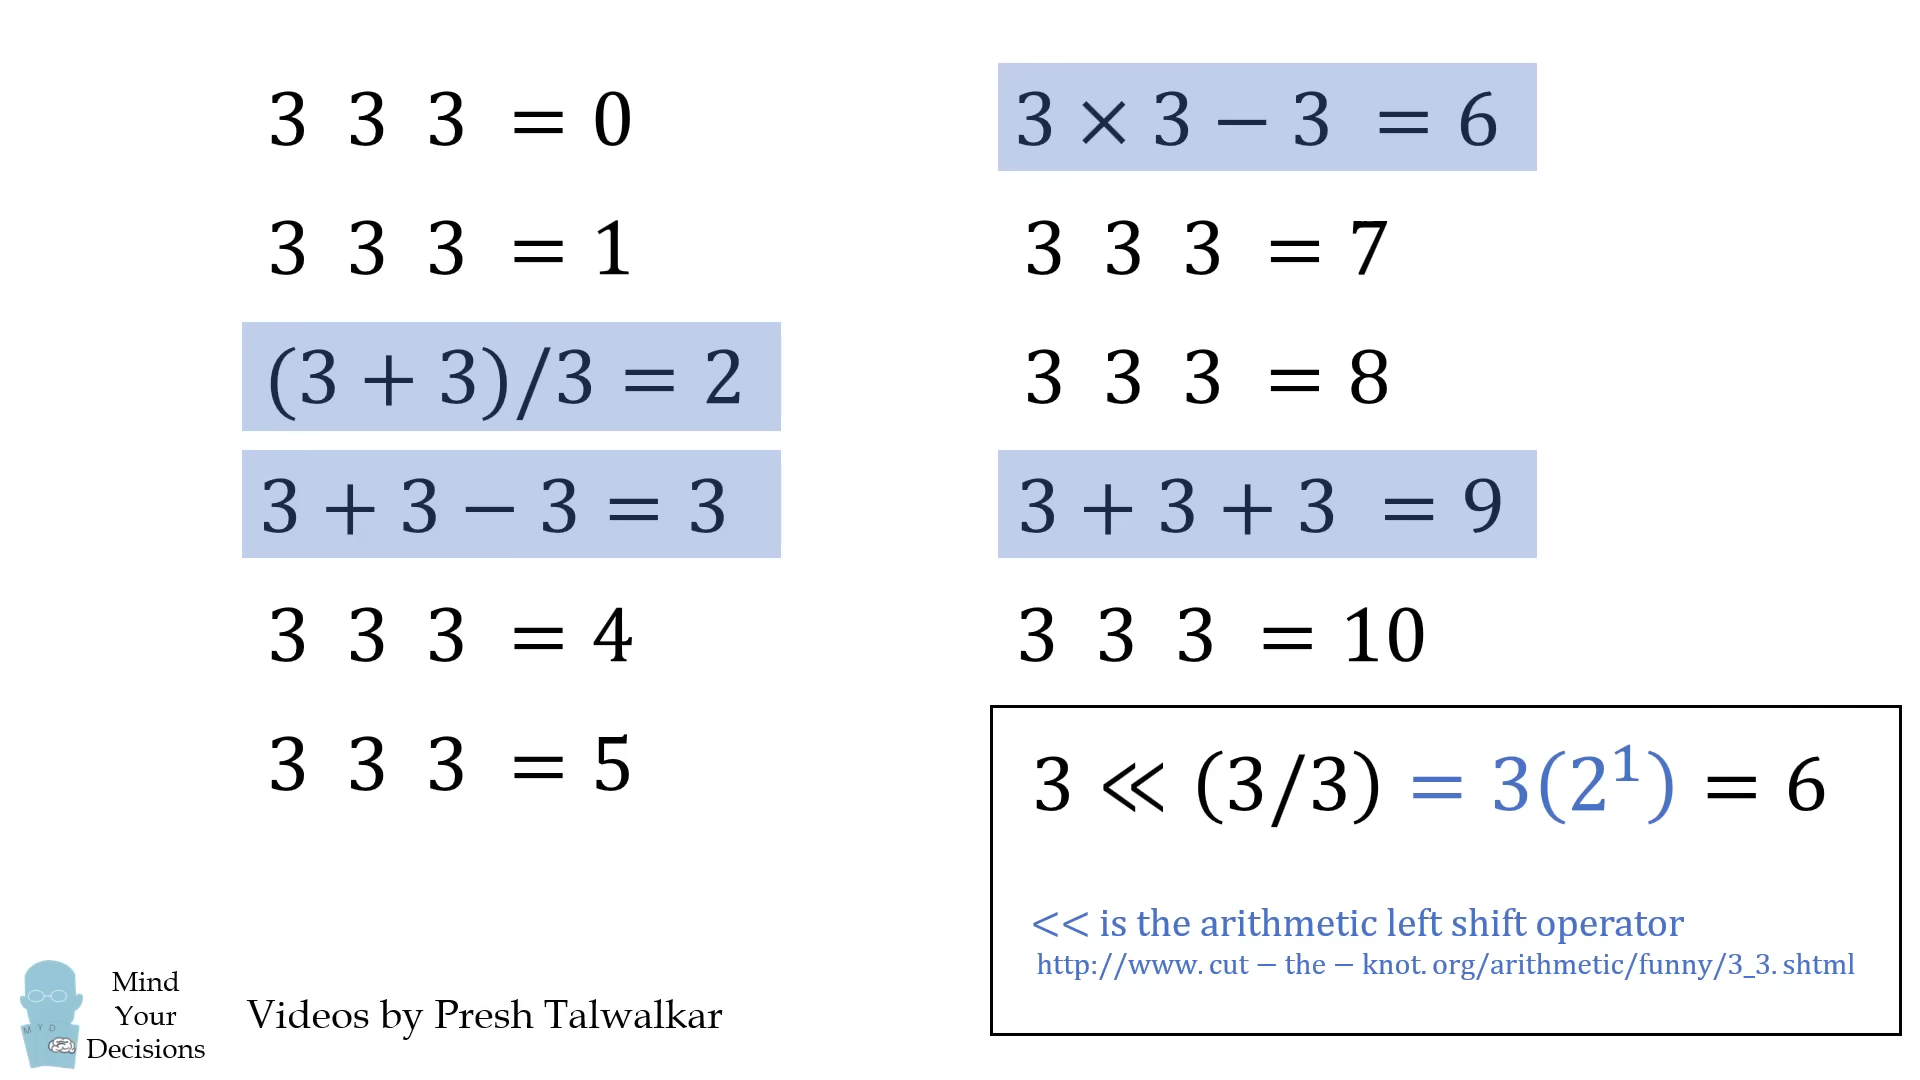 3 3 3 = 0
3 3 3 = 1
(3 + 3)/3 = 2
3 + 3 − 3 = 3
3 3 3 = 4
3 3 3 = 5
3 × 3 − 3 = 6
3 3 3 = 7
3 3 3 = 8
3 + 3 + 3 = 9
3 3 3 = 10
3 ≪ (3/3) = 3(2¹) = 6
<< is the arithmetic left shift operator
http://www. cut − the − knot. org/arithmetic/funny/3_3. shtml
M Y D
Mind
Your
Decisions
Videos by Presh Talwalkar